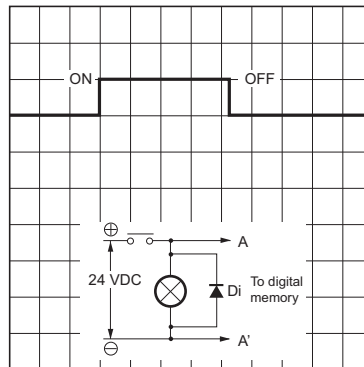 ON OFF
⊕
A
24 VDC
Di
To digital
memory
⊖
A'